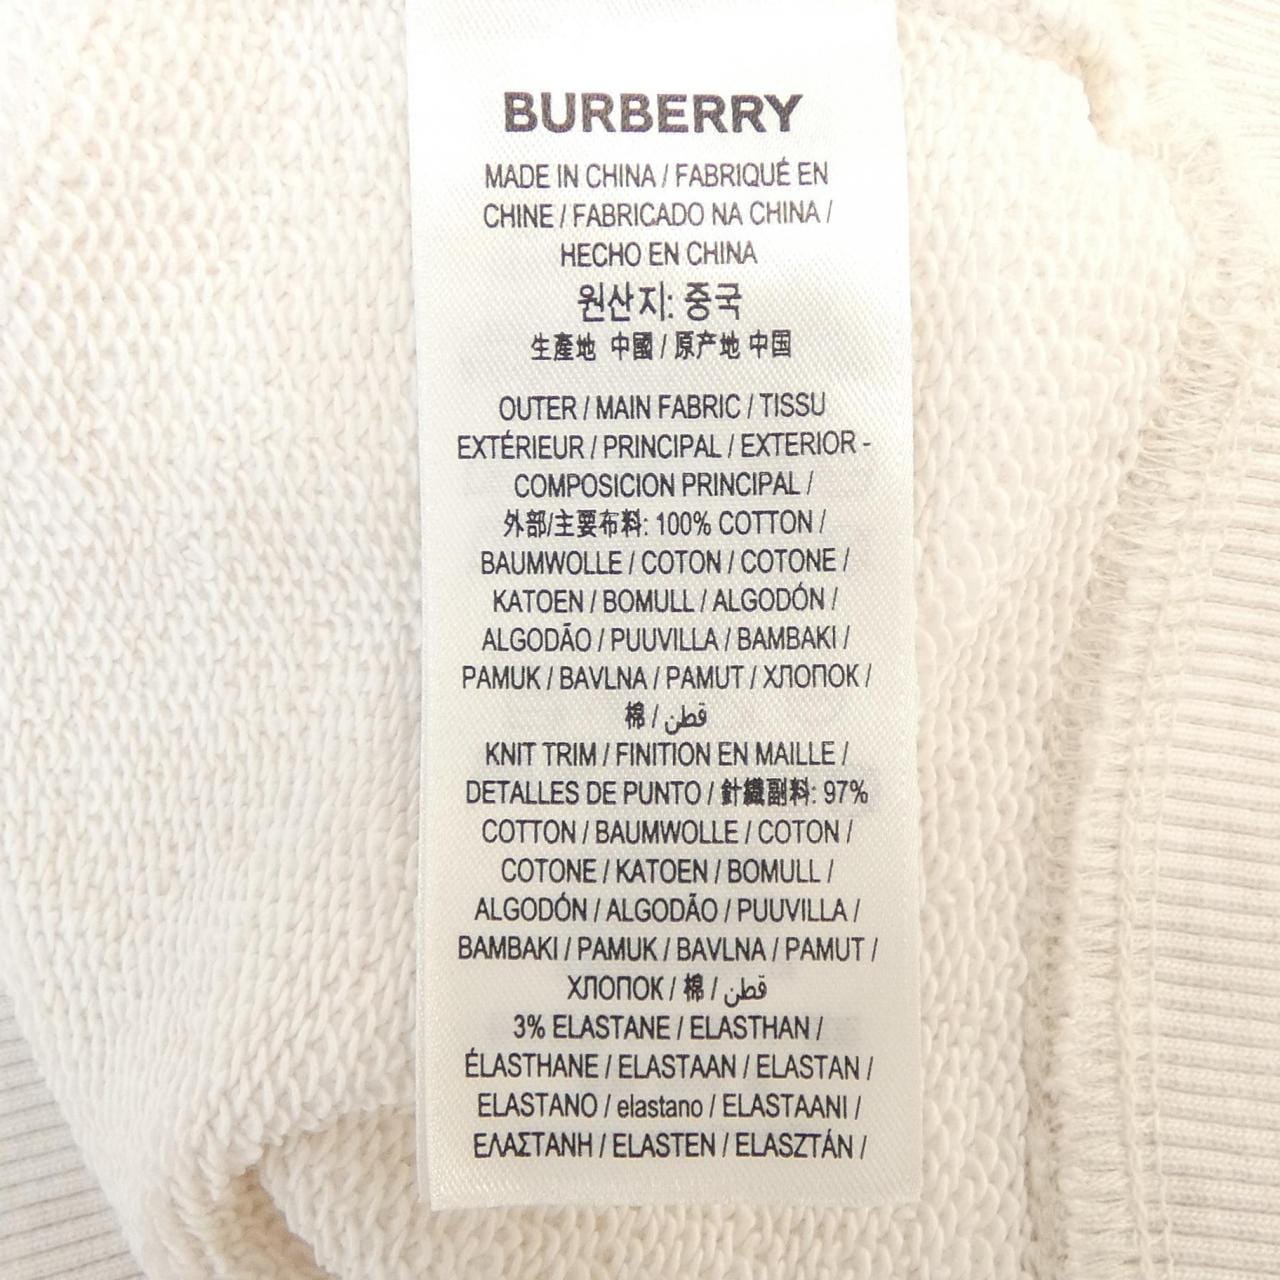 BURBERRY
MADE IN CHINA / FABRIQUÉ EN
CHINE / FABRICADO NA CHINA /
HECHO EN CHINA
원산지: 중국
生產地 中國 / 原产地 中国
OUTER / MAIN FABRIC / TISSU
EXTÉRIEUR / PRINCIPAL / EXTERIOR -
COMPOSICION PRINCIPAL /
外部/主要布料: 100% COTTON /
BAUMWOLLE / COTON / COTONE /
KATOEN / BOMULL / ALGODÓN /
ALGODÃO / PUUVILLA / BAMBAKI /
PAMUK / BAVLNA / PAMUT / ХЛОПОК /
棉 / قطن
KNIT TRIM / FINITION EN MAILLE /
DETALLES DE PUNTO / 針織副料: 97%
COTTON / BAUMWOLLE / COTON /
COTONE / KATOEN / BOMULL /
ALGODÓN / ALGODÃO / PUUVILLA /
BAMBAKI / PAMUK / BAVLNA / PAMUT /
ХЛОПОК / 棉 / قطن
3% ELASTANE / ELASTHAN /
ÉLASTHANE / ELASTAAN / ELASTAN /
ELASTANO / elastano / ELASTAANI /
ΕΛΑΣΤΑΝΗ / ELASTEN / ELASZTÁN /